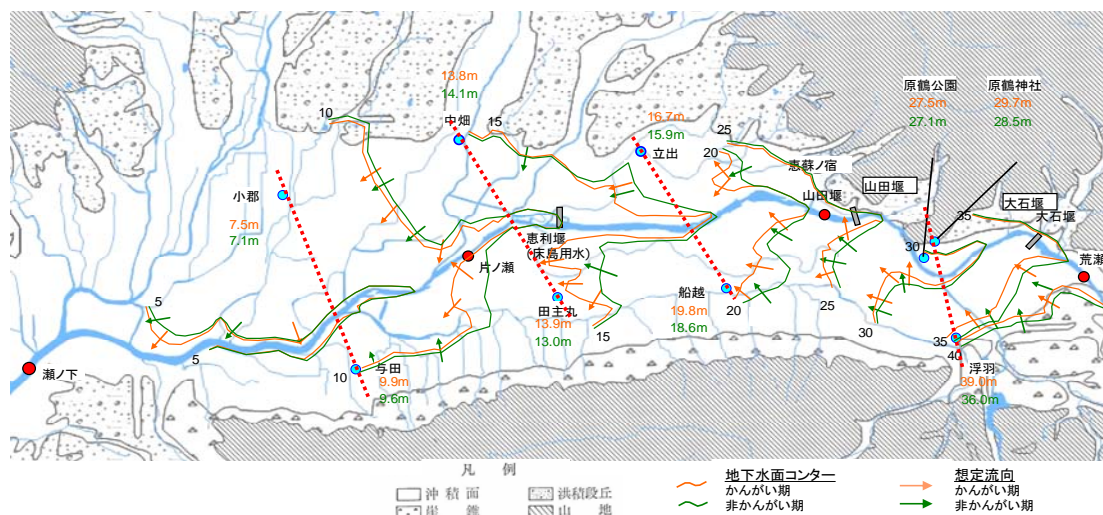 原鶴公園
27.5m
27.1m
原鶴神社
29.7m
28.5m
13.8m
14.1m
中畑
10
15
16.7m
15.9m
立出
25
20
恵蘇ノ宿
山田堰
山田堰
35
大石堰
大石堰
小郡
7.5m
7.1m
恵利堰
(床島用水)
30
荒瀬
片ノ瀬
船越
19.8m
18.6m
20
25
30
田主丸
13.9m
13.0m
15
5
5
瀬ノ下
10
与田
9.9m
9.6m
35
40
浮羽
39.0m
36.0m
凡例
沖積面
洪積段丘
崖錐
山地
地下水面コンター
かんがい期
非かんがい期
想定流向
かんがい期
非かんがい期